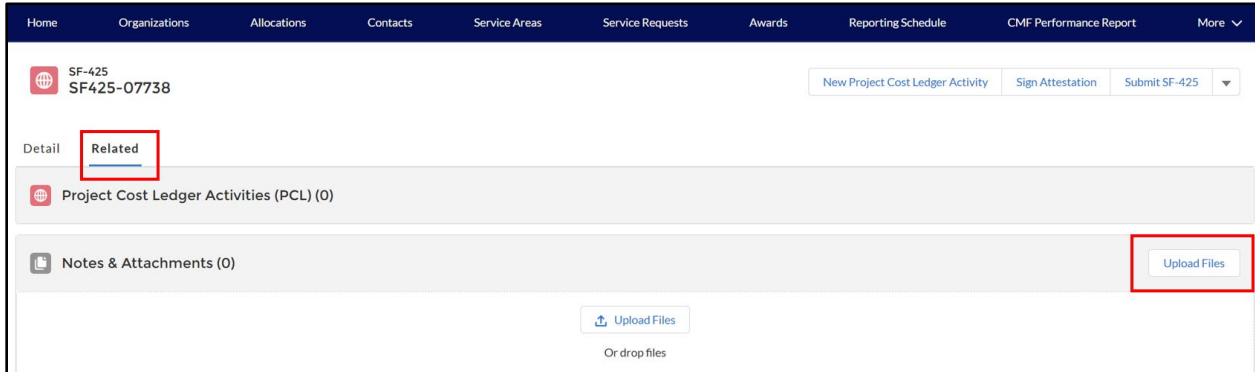 Home Organizations Allocations Contacts Service Areas Service Requests Awards Reporting Schedule CMF Performance Report More
SF-425
SF425-07738
New Project Cost Ledger Activity Sign Attestation Submit SF-425
Detail Related
Project Cost Ledger Activities (PCL) (0)
Notes & Attachments (0) Upload Files
Upload Files
Or drop files